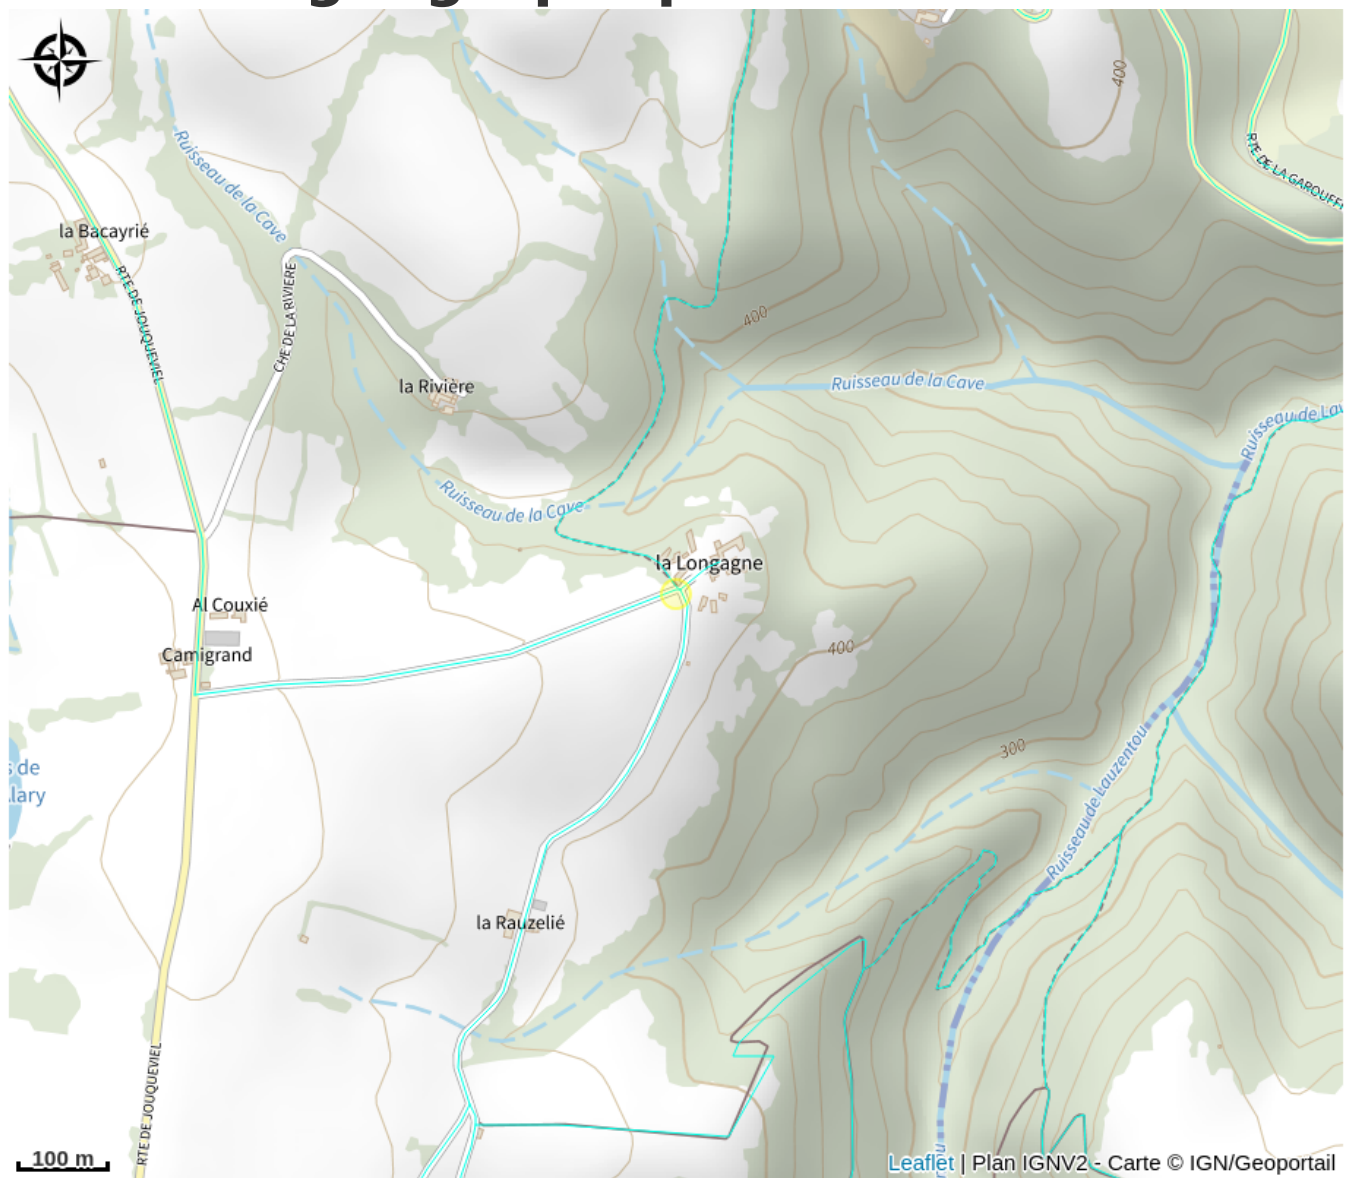 400
Ruisseau de la Cave
RTE DE LA GAROUFF
la Bacayrié
RTE DE JOUQUEVIEL
CHE DE LA RIVIERE
400
la Rivière
Ruisseau de la Cave
Ruisseau de Lav
Ruisseau de la Cave
la Longagne
Al Couxié
400
Camigrand
300
s de
lary
Ruisseau de Lauzentou
la Rauzelié
RTE DE JOUQUEVIEL
100 m
Leaflet | Plan IGNV2 - Carte © IGN/Geoportail